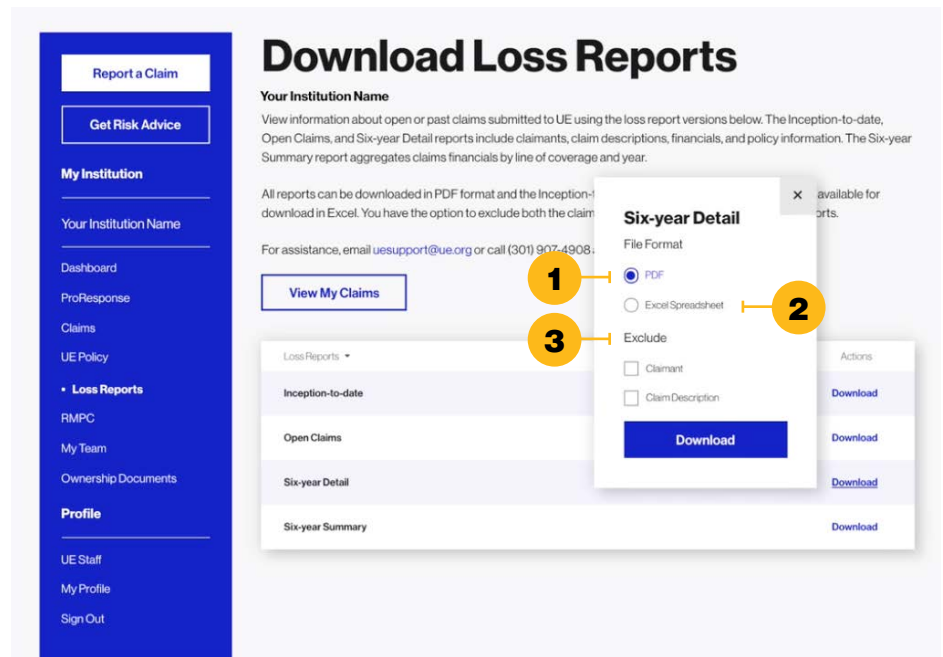 Report a Claim
Get Risk Advice
My Institution
Your Institution Name
Dashboard
ProResponse
Claims
UE Policy
• Loss Reports
RMPC
My Team
Ownership Documents
Profile
UE Staff
My Profile
Sign Out
Download Loss Reports
Your Institution Name
View information about open or past claims submitted to UE using the loss report versions below. The Inception-to-date,
Open Claims, and Six-year Detail reports include claimants, claim descriptions, financials, and policy information. The Six-year
Summary report aggregates claims financials by line of coverage and year.
All reports can be downloaded in PDF format and the Inception- available for
download in Excel. You have the option to exclude both the claim
For assistance, email uesupport@ue.org or call (301) 907-4908
View My Claims
Loss Reports
Actions
Inception-to-date
Download
Open Claims
Download
Six-year Detail
Download
Six-year Summary
Download
×
Six-year Detail
File Format
1
PDF
Excel Spreadsheet
2
3
Exclude
Claimant
Claim Description
Download